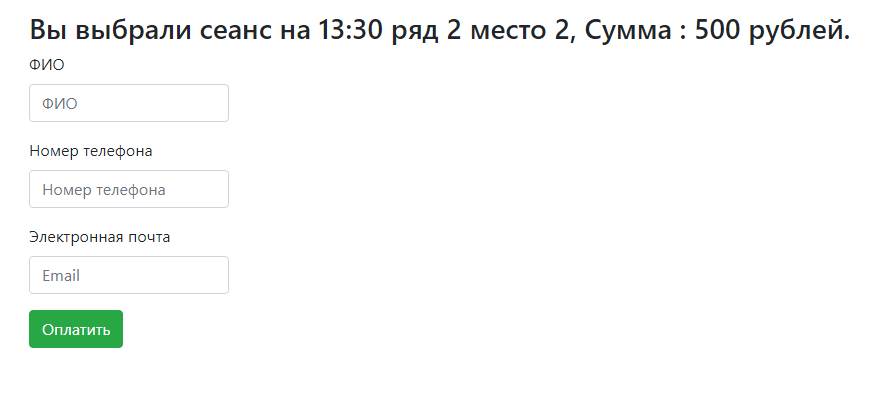 Вы выбрали сеанс на 13:30 ряд 2 место 2, Сумма : 500 рублей.
ФИО
ФИО
Номер телефона
Номер телефона
Электронная почта
Email
Оплатить